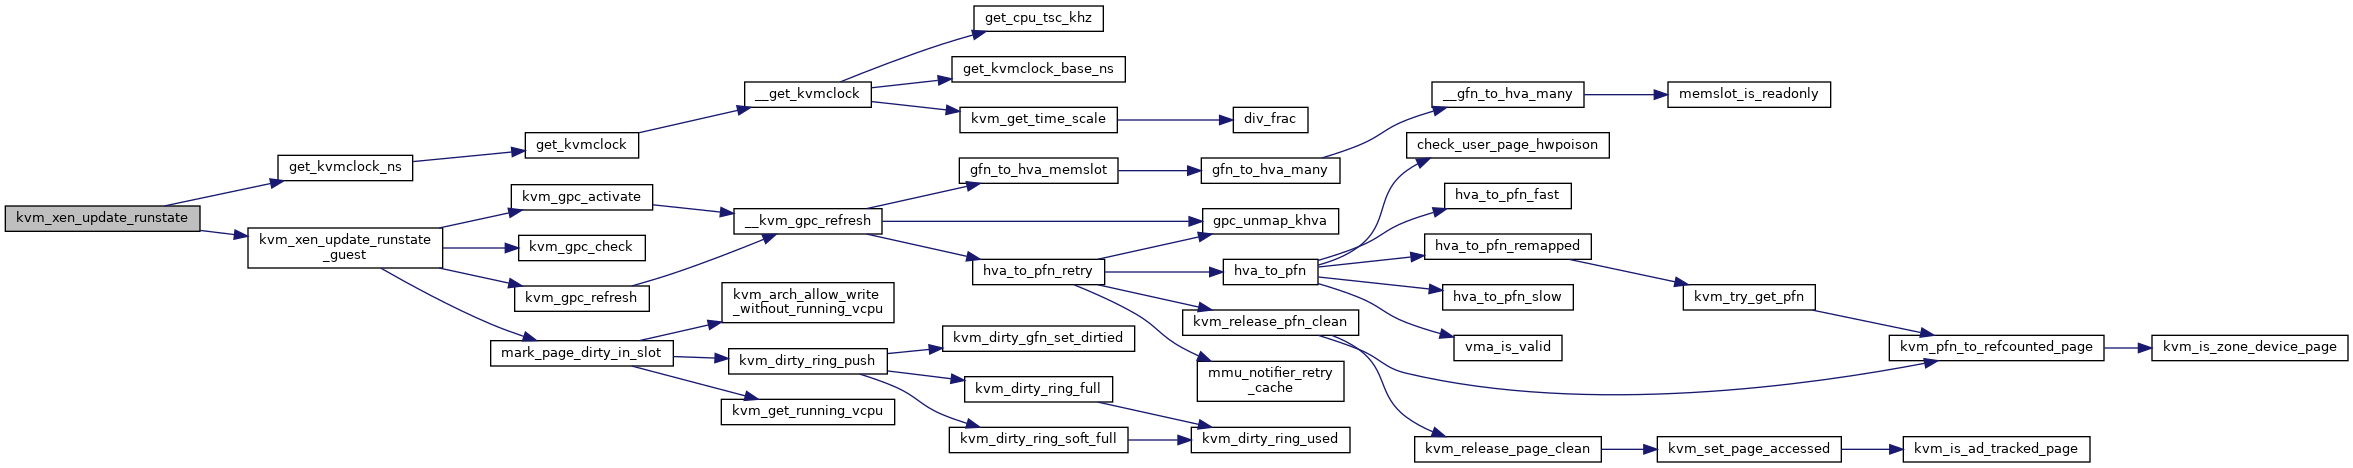 get_cpu_tsc_khz
get_kvmclock_base_ns
__get_kvmclock
__gfn_to_hva_many
memslot_is_readonly
kvm_get_time_scale
div_frac
get_kvmclock
check_user_page_hwpoison
get_kvmclock_ns
gfn_to_hva_memslot
gfn_to_hva_many
kvm_gpc_activate
hva_to_pfn_fast
kvm_xen_update_runstate
__kvm_gpc_refresh
gpc_unmap_khva
kvm_xen_update_runstate
_guest
kvm_gpc_check
hva_to_pfn_remapped
hva_to_pfn_retry
hva_to_pfn
kvm_gpc_refresh
hva_to_pfn_slow
kvm_try_get_pfn
kvm_arch_allow_write
_without_running_vcpu
kvm_release_pfn_clean
kvm_dirty_gfn_set_dirtied
vma_is_valid
kvm_pfn_to_refcounted_page
kvm_is_zone_device_page
mark_page_dirty_in_slot
kvm_dirty_ring_push
mmu_notifier_retry
_cache
kvm_dirty_ring_full
kvm_get_running_vcpu
kvm_dirty_ring_soft_full
kvm_dirty_ring_used
kvm_release_page_clean
kvm_set_page_accessed
kvm_is_ad_tracked_page